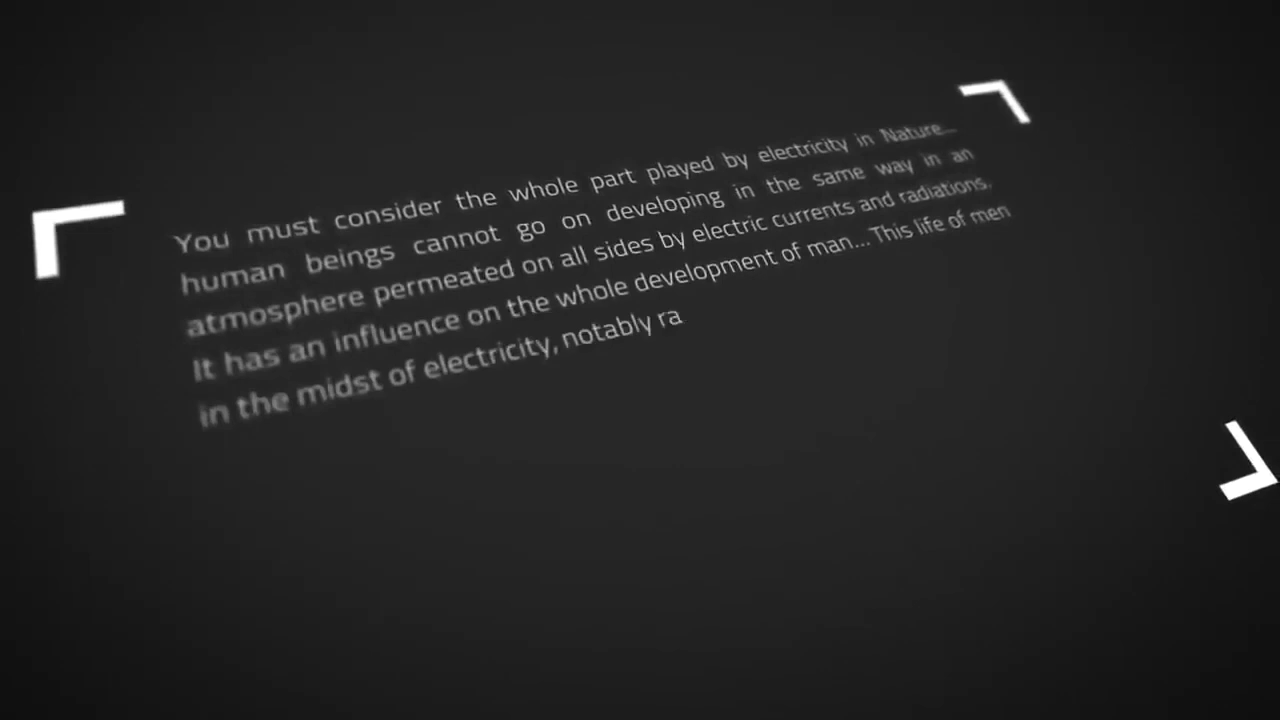 You must consider the whole part played by electricity in Nature...
human beings cannot go on developing in the same way in an
atmosphere permeated on all sides by electric currents and radiations.
It has an influence on the whole development of man... This life of men
in the midst of electricity, notably ra